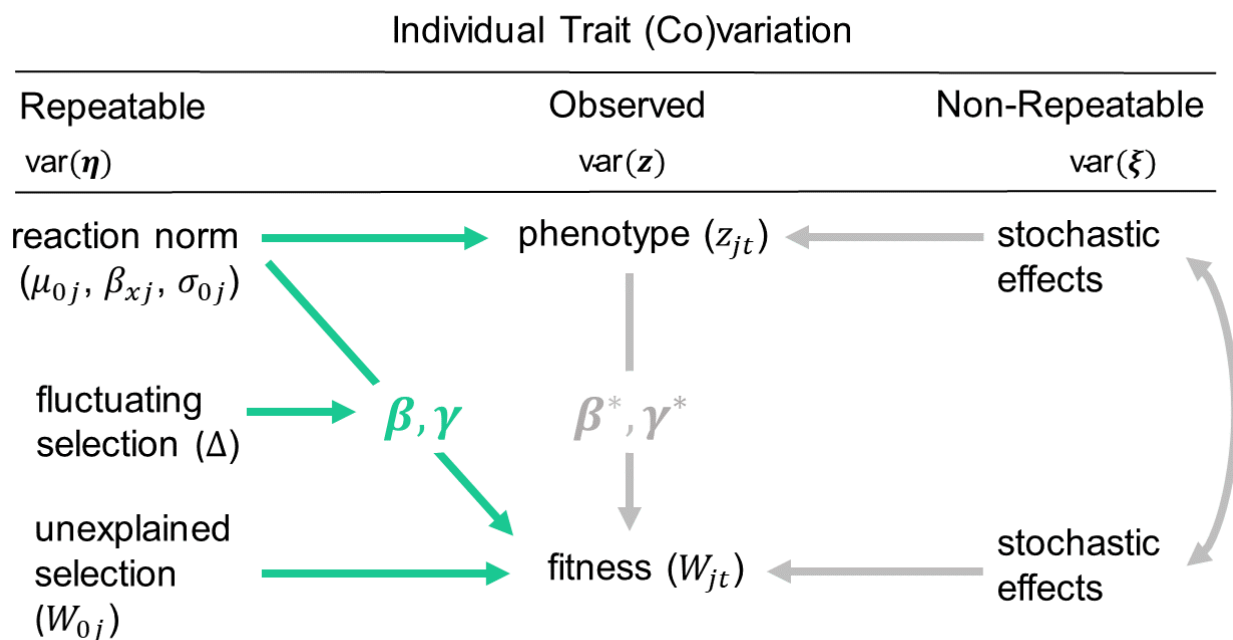 Individual Trait (Co)variation
Repeatable Observed Non-Repeatable
var(η) var(z) var(ξ)
reaction norm
(μ₀ⱼ, βₓⱼ, σ₀ⱼ)
phenotype (zⱼₜ)
stochastic
effects
fluctuating
selection (Δ)
β, γ
β*, γ*
unexplained
selection
(W₀ⱼ)
fitness (Wⱼₜ)
stochastic
effects